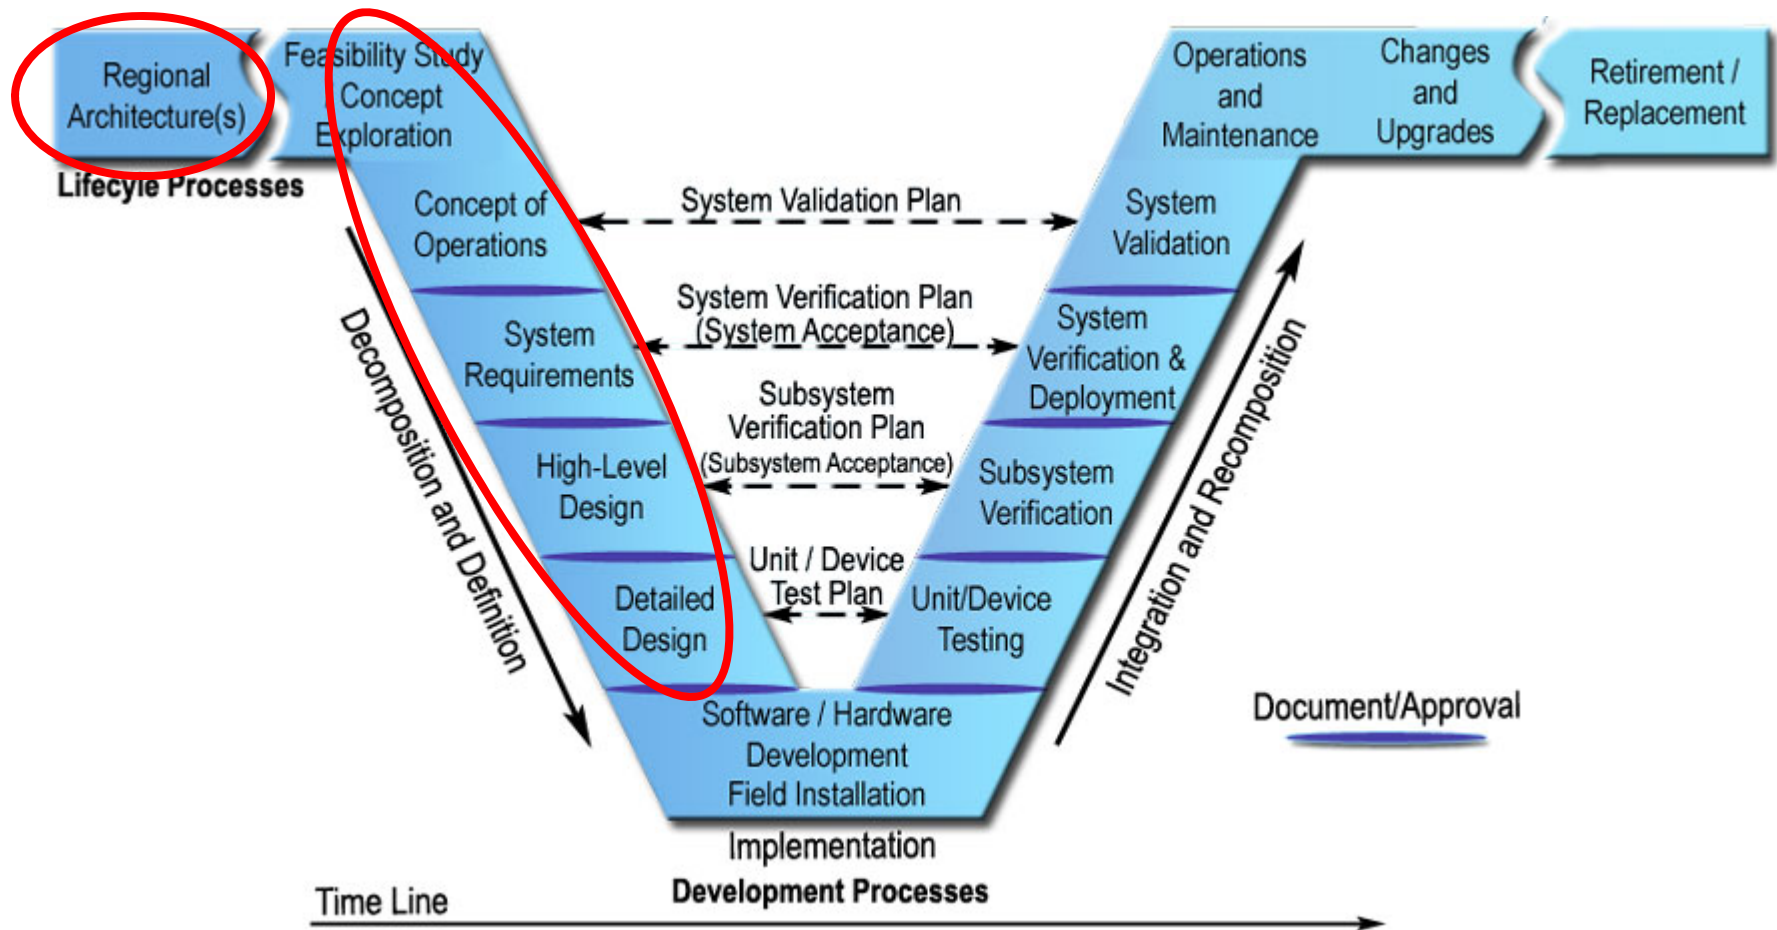 Regional
Architecture(s)
Feasibility Study
/ Concept
Exploration
Operations
and
Maintenance
Changes
and
Upgrades
Retirement /
Replacement
Lifecyle Processes
Concept of
Operations
System Validation Plan
System
Validation
System
Requirements
System Verification Plan
(System Acceptance)
System
Verification &
Deployment
High-Level
Design
Subsystem
Verification Plan
(Subsystem Acceptance)
Subsystem
Verification
Detailed
Design
Unit / Device
Test Plan
Unit/Device
Testing
Decomposition and Definition
Integration and Recomposition
Software / Hardware
Development
Field Installation
Document/Approval
Implementation
Development Processes
Time Line